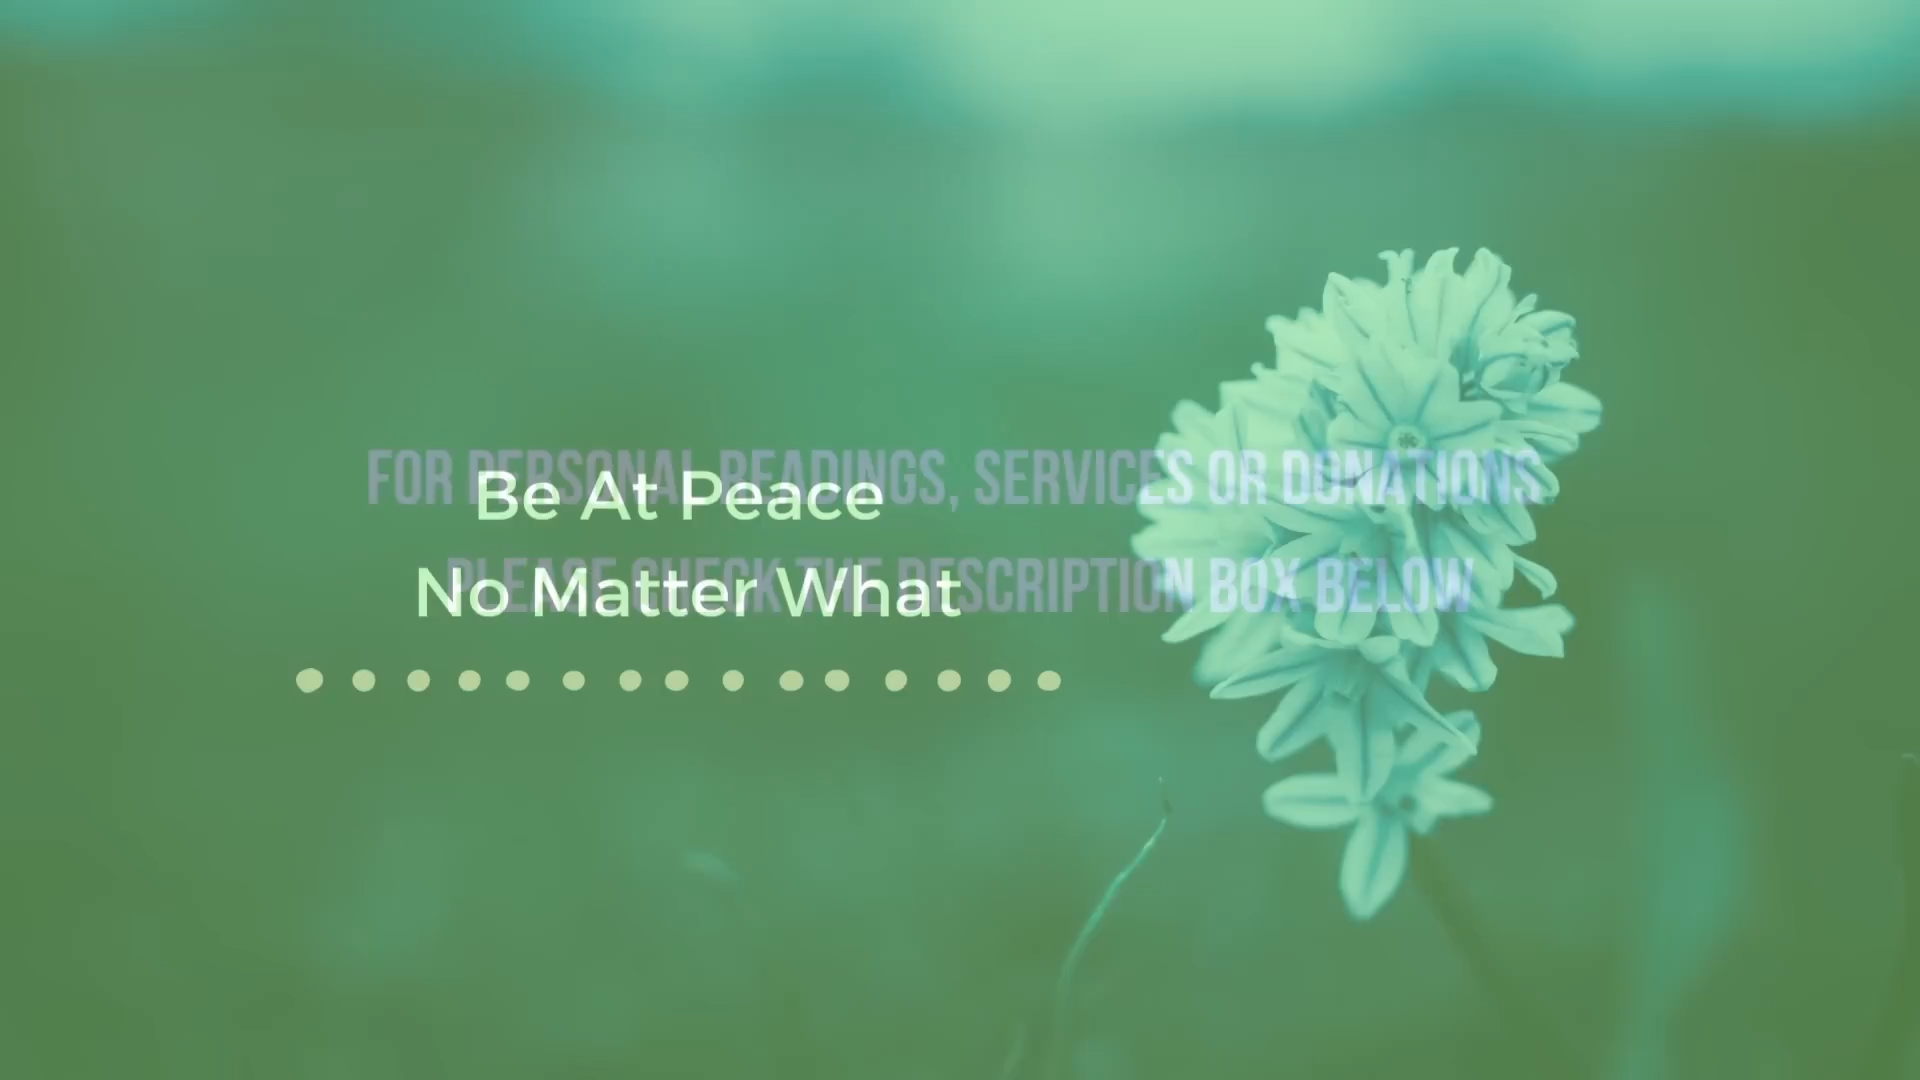 FOR PERSONAL READINGS, SERVICES OR DONATIONS
Be At Peace
PLEASE CHECK THE DESCRIPTION BOX BELOW
No Matter What